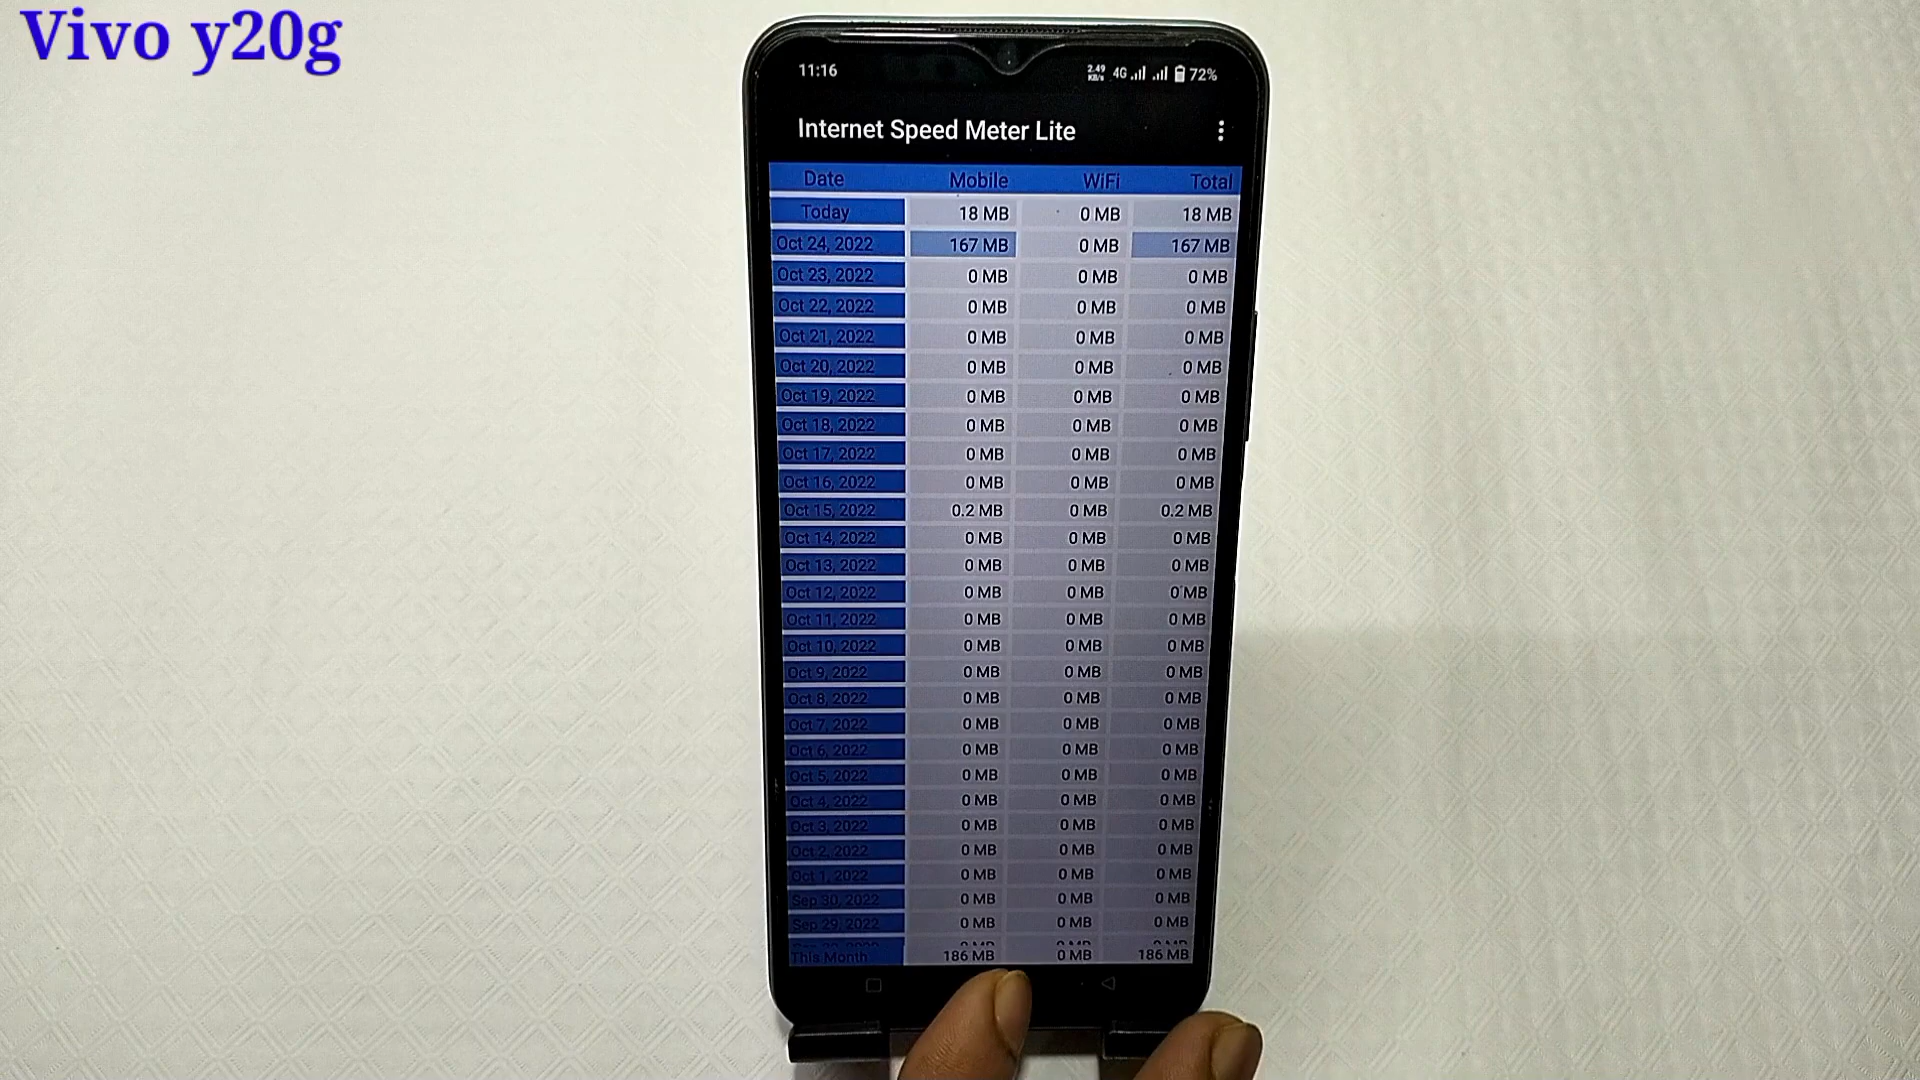 Vivo y20g
11:16 2.49 KB/s 4G 72%
Internet Speed Meter Lite
Date Mobile WiFi Total
Today 18 MB 0 MB 18 MB
Oct 24, 2022 167 MB 0 MB 167 MB
Oct 23, 2022 0 MB 0 MB 0 MB
Oct 22, 2022 0 MB 0 MB 0 MB
Oct 21, 2022 0 MB 0 MB 0 MB
Oct 20, 2022 0 MB 0 MB 0 MB
Oct 19, 2022 0 MB 0 MB 0 MB
Oct 18, 2022 0 MB 0 MB 0 MB
Oct 17, 2022 0 MB 0 MB 0 MB
Oct 16, 2022 0 MB 0 MB 0 MB
Oct 15, 2022 0.2 MB 0 MB 0.2 MB
Oct 14, 2022 0 MB 0 MB 0 MB
Oct 13, 2022 0 MB 0 MB 0 MB
Oct 12, 2022 0 MB 0 MB 0 MB
Oct 11, 2022 0 MB 0 MB 0 MB
Oct 10, 2022 0 MB 0 MB 0 MB
Oct 9, 2022 0 MB 0 MB 0 MB
Oct 8, 2022 0 MB 0 MB 0 MB
Oct 7, 2022 0 MB 0 MB 0 MB
Oct 6, 2022 0 MB 0 MB 0 MB
Oct 5, 2022 0 MB 0 MB 0 MB
Oct 4, 2022 0 MB 0 MB 0 MB
Oct 3, 2022 0 MB 0 MB 0 MB
Oct 2, 2022 0 MB 0 MB 0 MB
Oct 1, 2022 0 MB 0 MB 0 MB
Sep 30, 2022 0 MB 0 MB 0 MB
Sep 29, 2022 0 MB 0 MB 0 MB
This Month 186 MB 0 MB 186 MB